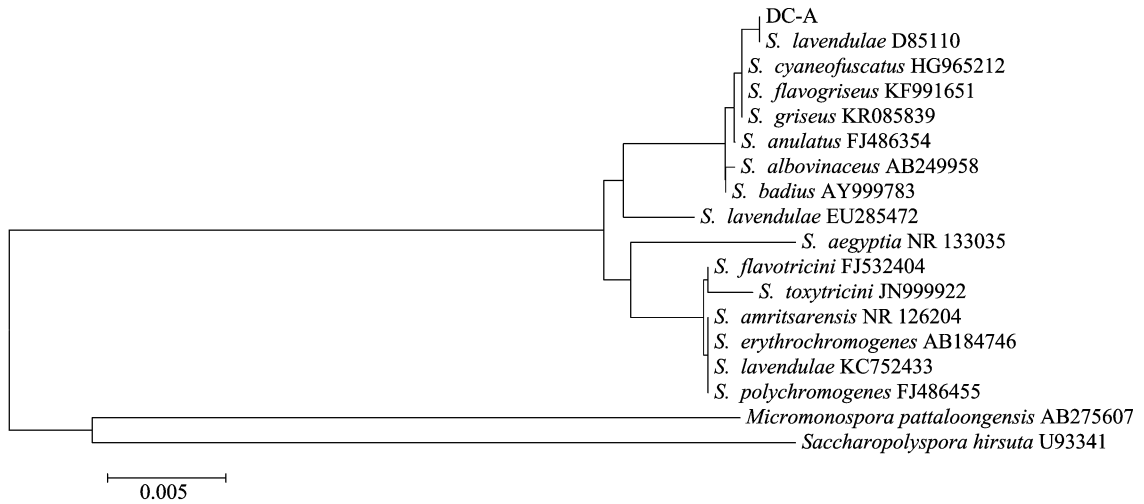 DC-A
S. lavendulae D85110
S. cyaneofuscatus HG965212
S. flavogriseus KF991651
S. griseus KR085839
S. anulatus FJ486354
S. albovinaceus AB249958
S. badius AY999783
S. lavendulae EU285472
S. aegyptia NR 133035
S. flavotricini FJ532404
S. toxytricini JN999922
S. amritsarensis NR 126204
S. erythrochromogenes AB184746
S. lavendulae KC752433
S. polychromogenes FJ486455
Micromonospora pattaloongensis AB275607
Saccharopolyspora hirsuta U93341
0.005